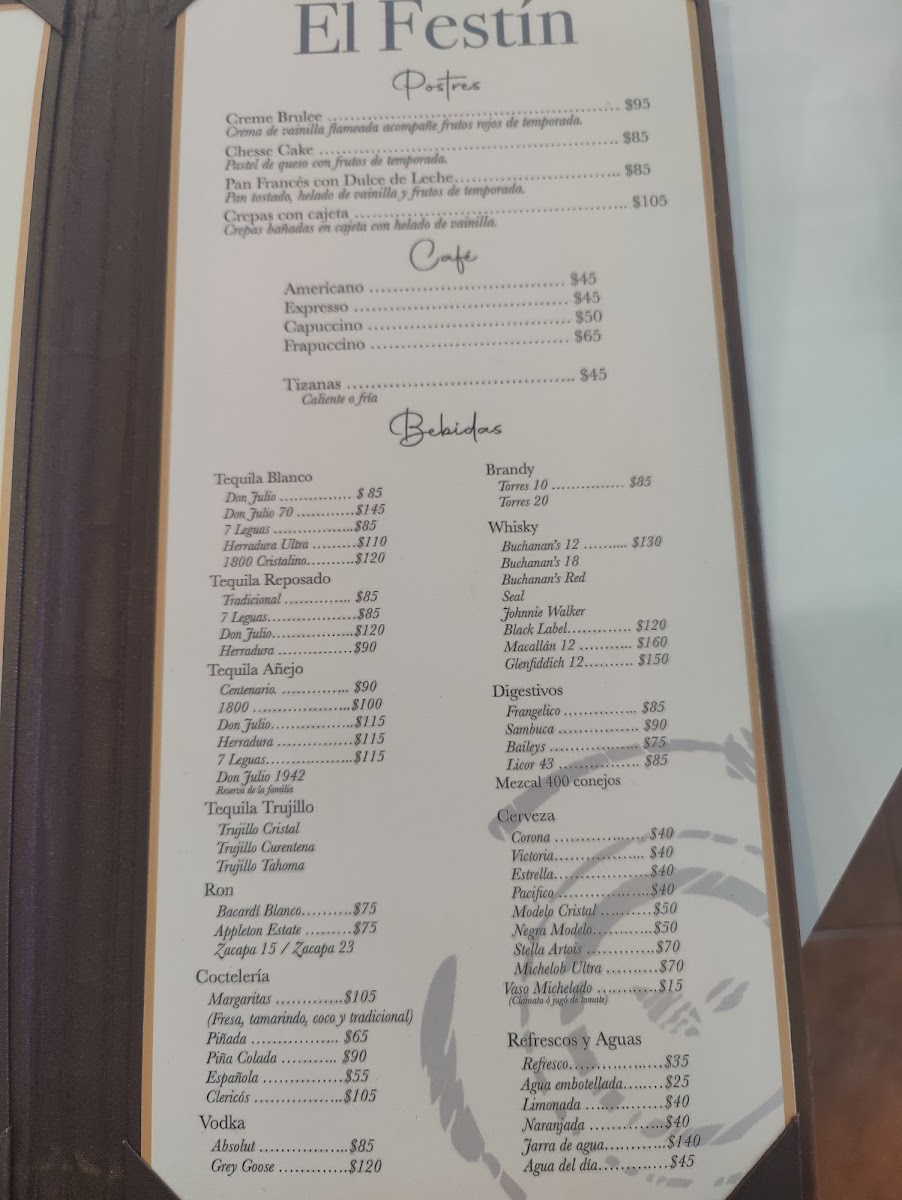 El Festín
Postres
Creme Brulee ........................ $95
Crema de vainilla flameada acompañe frutos rojos de temporada.
Chesse Cake ........................ $85
Pastel de queso con frutos de temporada.
Pan Francés con Dulce de Leche........................ $85
Pan tostado, helado de vainilla y frutos de temporada.
Crepas con cajeta ........................ $105
Crepas bañadas en cajeta con helado de vainilla.
Café
Americano ........................ $45
Expresso ........................ $45
Capuccino ........................ $50
Frapuccino ........................ $65
Tizanas ........................ $45
Caliente o fría
Bebidas
Tequila Blanco
Don Julio ............... $ 85
Don Julio 70 ............$145
7 Leguas .................$85
Herradura Ultra .........$110
1800 Cristalino..........$120
Tequila Reposado
Tradicional .............. $85
7 Leguas..................$85
Don Julio.................$120
Herradura ................$90
Tequila Añejo
Centenario. .............. $90
1800 .....................$100
Don Julio.................$115
Herradura ...............$115
7 Leguas..................$115
Don Julio 1942
Reserva de la familia
Tequila Trujillo
Trujillo Cristal
Trujillo Curentena
Trujillo Tahoma
Ron
Bacardí Blanco..........$75
Appleton Estate .........$75
Zacapa 15 / Zacapa 23
Coctelería
Margaritas .............$105
(Fresa, tamarindo, coco y tradicional)
Piñada ................. $65
Piña Colada ........... $90
Española ...............$55
Clericós .................$105
Vodka
Absolut ..................$85
Grey Goose .............$120
Brandy
Torres 10 ............... $85
Torres 20
Whisky
Buchanan's 12 ......... $130
Buchanan's 18
Buchanan's Red
Seal
Johnnie Walker
Black Label............. $120
Macallán 12 ........... $160
Glenfiddich 12.......... $150
Digestivos
Frangelico ............... $85
Sambuca ................. $90
Baileys ................... $75
Licor 43 ................ $85
Mezcal 400 conejos
Cerveza
Corona ................... $40
Victoria................... $40
Estrella....................$40
Pacifico ...................$40
Modelo Cristal ..........$50
Negra Modelo............$50
Stella Artois ..............$70
Michelob Ultra ..........$70
Vaso Michelado ...........$15
(Clamato ó jugó de tomate)
Refrescos y Aguas
Refresco...................$35
Agua embotellada........$25
Limonada ................$40
Naranjada ...............$40
Jarra de agua............$140
Agua del día..............$45